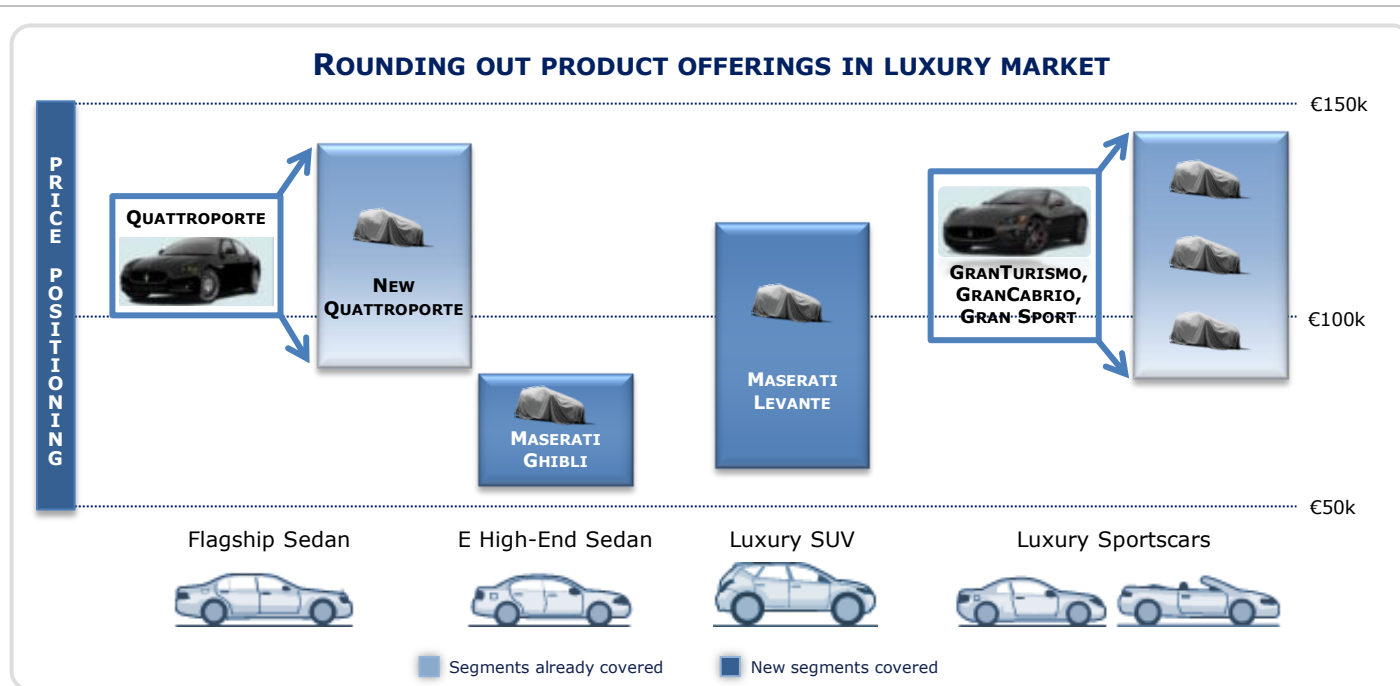 ROUNDING OUT PRODUCT OFFERINGS IN LUXURY MARKET
PRICE POSITIONING
€150k
€100k
€50k
QUATTROPORTE
NEW
QUATTROPORTE
MASERATI
GHIBLI
MASERATI
LEVANTE
GRANTURISMO,
GRANCABRIO,
GRAN SPORT
Flagship Sedan
E High-End Sedan
Luxury SUV
Luxury Sportscars
Segments already covered
New segments covered